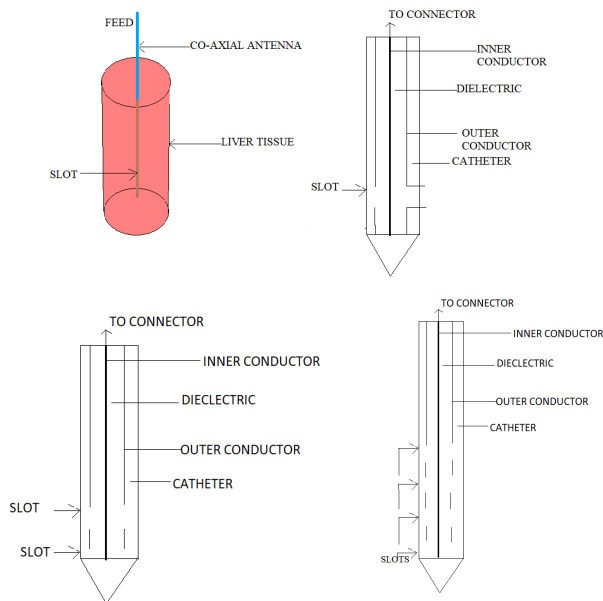 FEED
CO-AXIAL ANTENNA
LIVER TISSUE
SLOT
TO CONNECTOR
INNER
CONDUCTOR
DIELECTRIC
OUTER
CONDUCTOR
CATHETER
SLOT
TO CONNECTOR
INNER CONDUCTOR
DIECLECTRIC
OUTER CONDUCTOR
CATHETER
SLOT
SLOT
TO CONNECTOR
INNER CONDUCTOR
DIECLECTRIC
OUTER CONDUCTOR
CATHETER
SLOTS